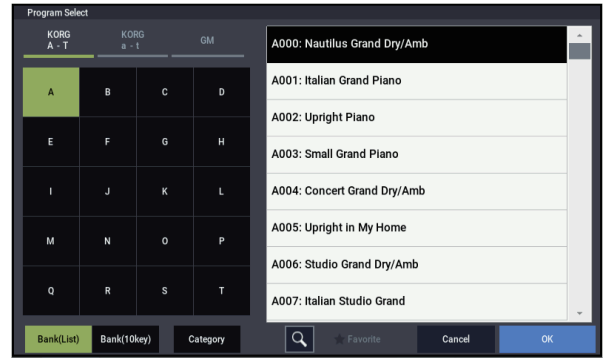 Program Select
KORG
A - T
KORG
a - t
GM
A
B
C
D
E
F
G
H
I
J
K
L
M
N
O
P
Q
R
S
T
A000: Nautilus Grand Dry/Amb
A001: Italian Grand Piano
A002: Upright Piano
A003: Small Grand Piano
A004: Concert Grand Dry/Amb
A005: Upright in My Home
A006: Studio Grand Dry/Amb
A007: Italian Studio Grand
Bank(List)
Bank(10key)
Category
Favorite
Cancel
OK